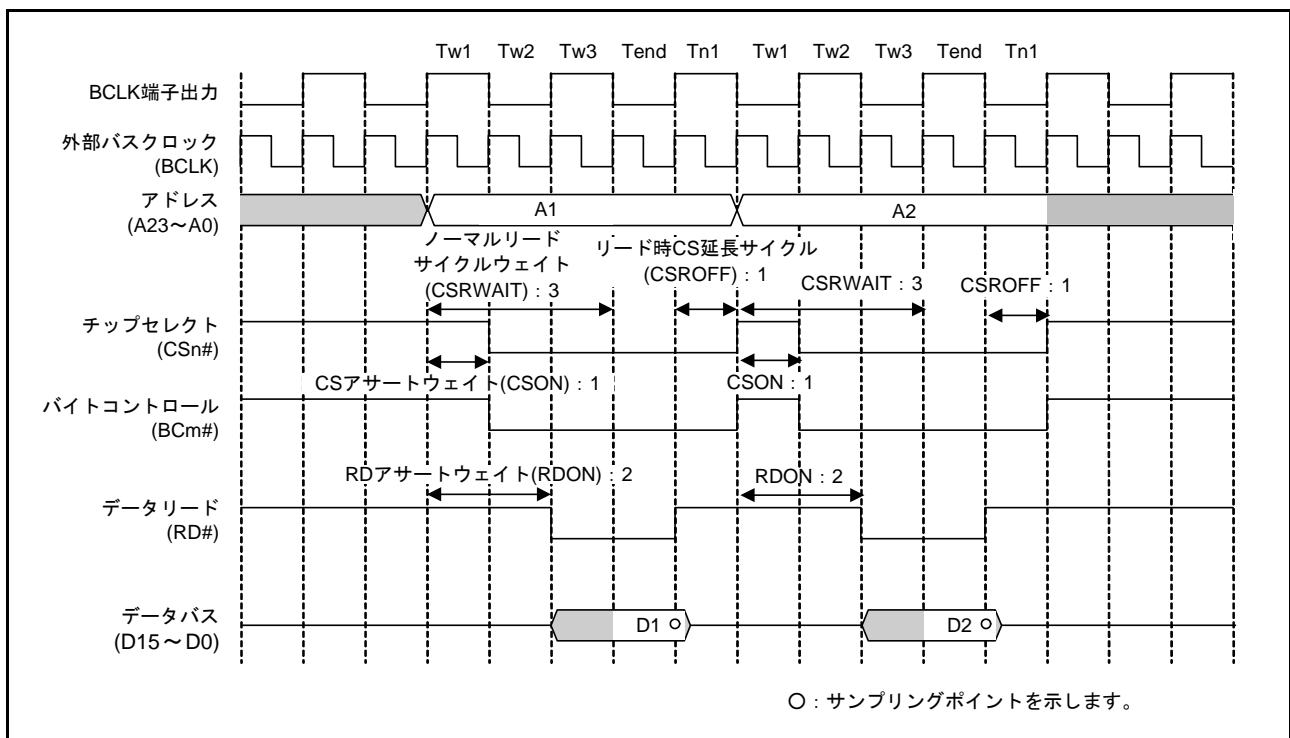 Tw1 Tw2 Tw3 Tend Tn1 Tw1 Tw2 Tw3 Tend Tn1
BCLK端子出力
外部バスクロック
(BCLK)
アドレス
(A23～A0)
A1
A2
ノーマルリード
サイクルウェイト
(CSRWAIT)：3
リード時CS延長サイクル
(CSROFF)：1
CSRWAIT：3
CSROFF：1
チップセレクト
(CSn#)
CSアサートウェイト(CSON)：1
CSON：1
バイトコントロール
(BCm#)
RDアサートウェイト(RDON)：2
RDON：2
データリード
(RD#)
データバス
(D15～D0)
D1
D2
○：サンプリングポイントを示します。